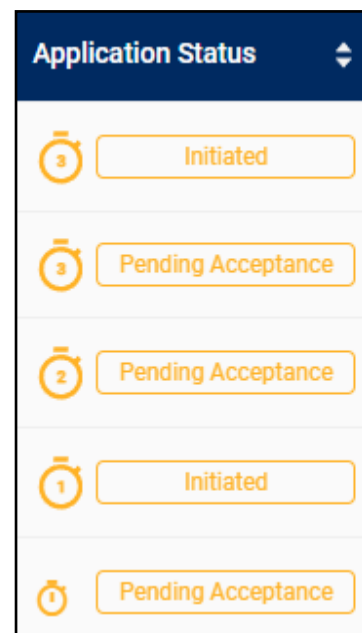 Application Status
3 Initiated
3 Pending Acceptance
2 Pending Acceptance
1 Initiated
Pending Acceptance